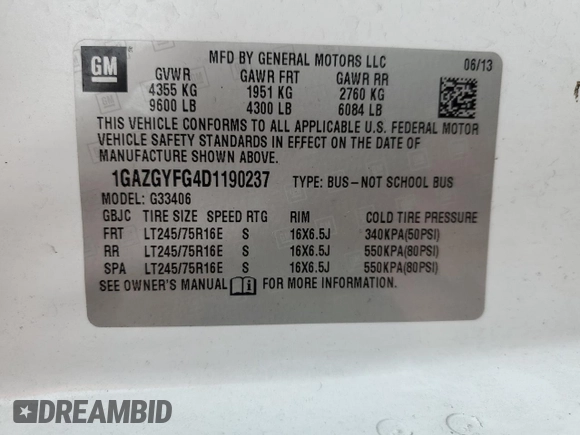 GM
MFD BY GENERAL MOTORS LLC
06/13
GVWR GAWR FRT GAWR RR
4355 KG 1951 KG 2760 KG
9600 LB 4300 LB 6084 LB
THIS VEHICLE CONFORMS TO ALL APPLICABLE U.S. FEDERAL MOTOR
VEHICLE SAFETY STANDARDS IN EFFECT ON THE DATE OF
MANUFACTURE SHOWN ABOVE.
1GAZGYFG4D1190237 TYPE: BUS-NOT SCHOOL BUS
MODEL: G33406
GBJC TIRE SIZE SPEED RTG RIM COLD TIRE PRESSURE
FRT LT245/75R16E S 16X6.5J 340KPA(50PSI)
RR LT245/75R16E S 16X6.5J 550KPA(80PSI)
SPA LT245/75R16E S 16X6.5J 550KPA(80PSI)
SEE OWNER'S MANUAL FOR MORE INFORMATION.
DREAMBID